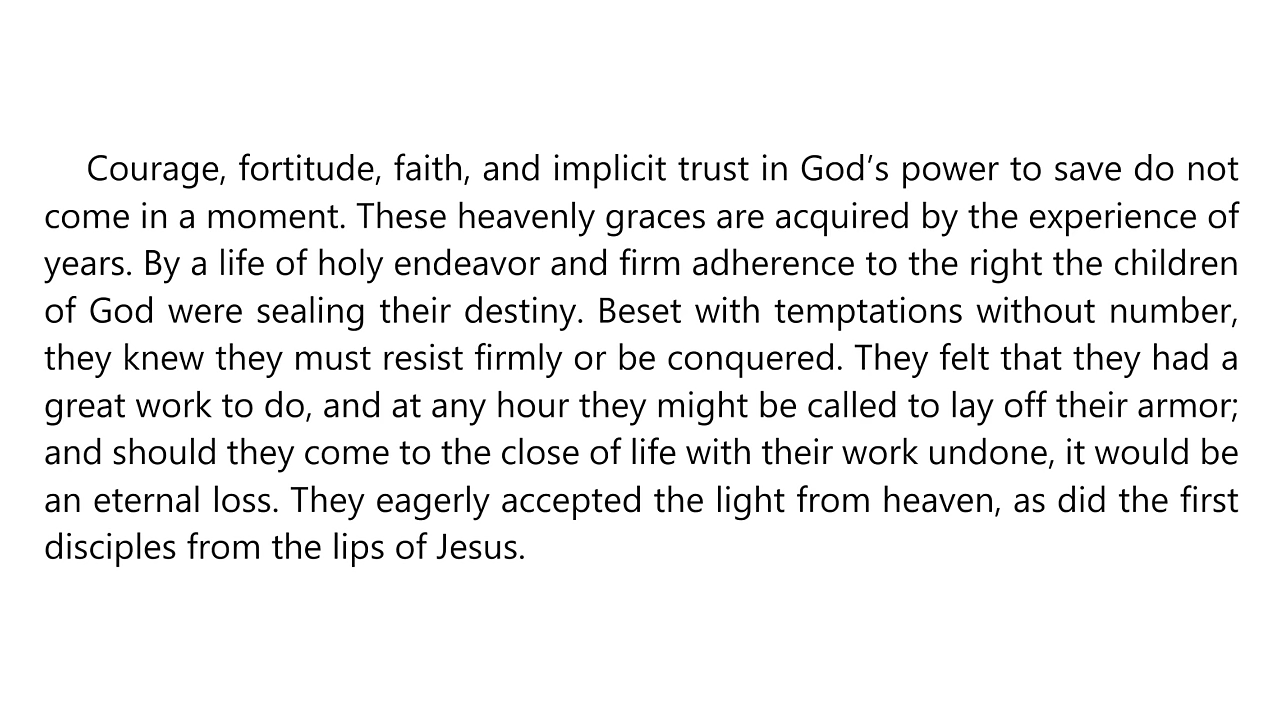 Courage, fortitude, faith, and implicit trust in God’s power to save do not
come in a moment. These heavenly graces are acquired by the experience of
years. By a life of holy endeavor and firm adherence to the right the children
of God were sealing their destiny. Beset with temptations without number,
they knew they must resist firmly or be conquered. They felt that they had a
great work to do, and at any hour they might be called to lay off their armor;
and should they come to the close of life with their work undone, it would be
an eternal loss. They eagerly accepted the light from heaven, as did the first
disciples from the lips of Jesus.